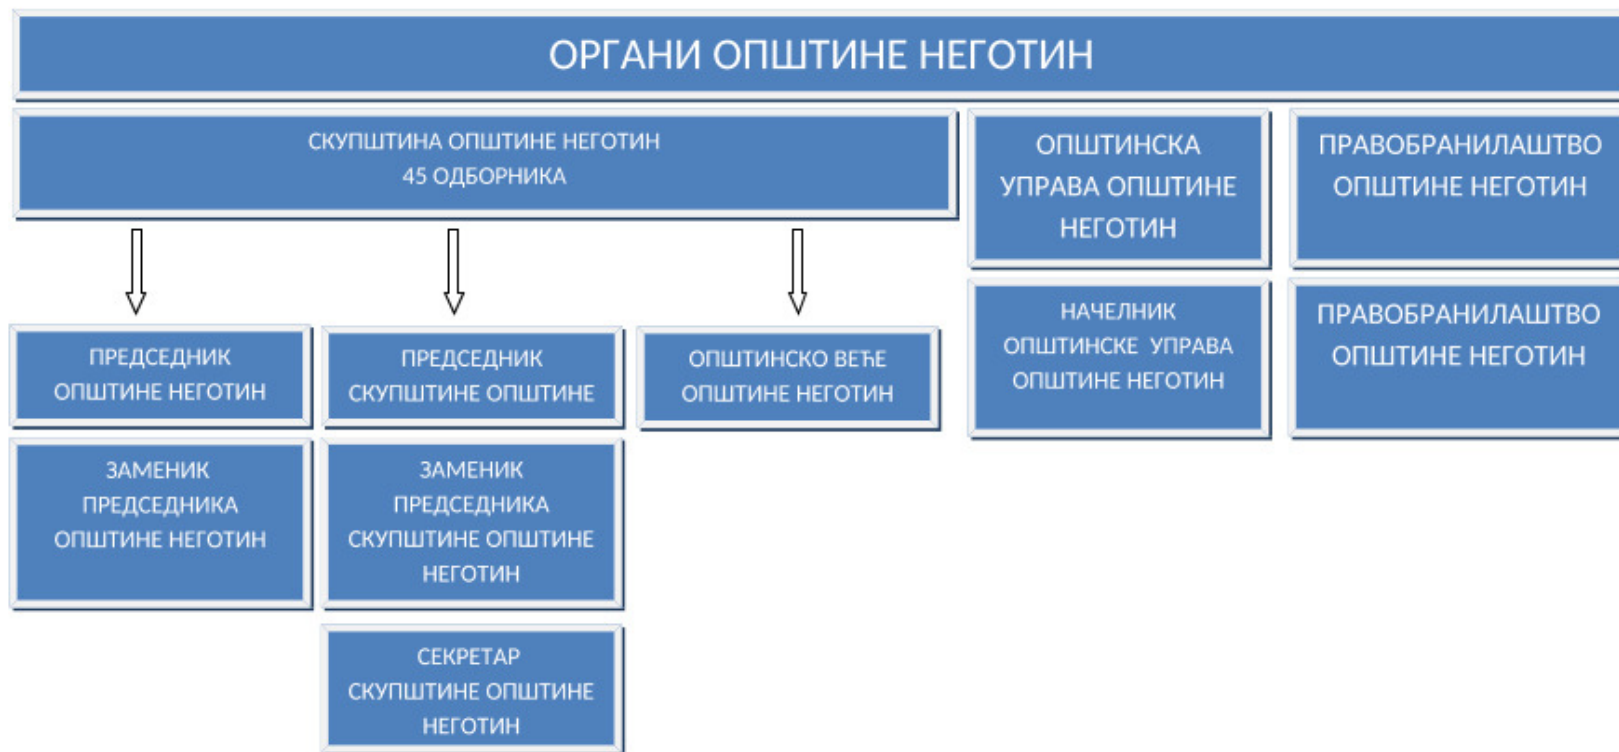 ОРГАНИ ОПШТИНЕ НЕГОТИН
СКУПШТИНА ОПШТИНЕ НЕГОТИН
45 ОДБОРНИКА
ОПШТИНСКА
УПРАВА ОПШТИНЕ
НЕГОТИН
ПРАВОБРАНИЛАШТВО
ОПШТИНЕ НЕГОТИН
ПРЕДСЕДНИК
ОПШТИНЕ НЕГОТИН
ПРЕДСЕДНИК
СКУПШТИНЕ ОПШТИНЕ
ОПШТИНСКО ВЕЋЕ
ОПШТИНЕ НЕГОТИН
НАЧЕЛНИК
ОПШТИНСКЕ УПРАВА
ОПШТИНЕ НЕГОТИН
ПРАВОБРАНИЛАШТВО
ОПШТИНЕ НЕГОТИН
ЗАМЕНИК
ПРЕДСЕДНИКА
ОПШТИНЕ НЕГОТИН
ЗАМЕНИК
ПРЕДСЕДНИКА
СКУПШТИНЕ ОПШТИНЕ
НЕГОТИН
СЕКРЕТАР
СКУПШТИНЕ ОПШТИНЕ
НЕГОТИН